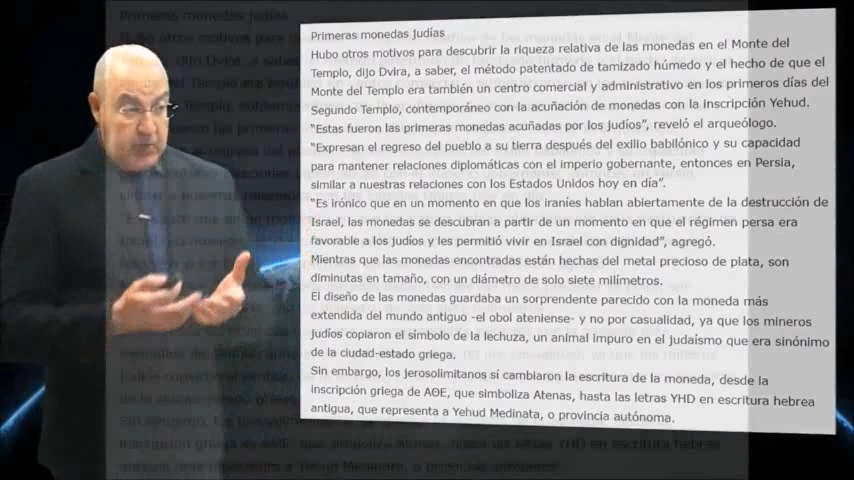 Primeras monedas judías
Hubo otros motivos para descubrir la riqueza relativa de las monedas en el Monte del
Templo, dijo Dvira, a saber, el método patentado de tamizado húmedo y el hecho de que el
Monte del Templo era también un centro comercial y administrativo en los primeros días del
Segundo Templo, contemporáneo con la acuñación de monedas con la inscripción Yehud.
“Estas fueron las primeras monedas acuñadas por los judíos”, reveló el arqueólogo.
“Expresan el regreso del pueblo a su tierra después del exilio babilónico y su capacidad
para mantener relaciones diplomáticas con el imperio gobernante, entonces en Persia,
similar a nuestras relaciones con los Estados Unidos hoy en día”.
“Es irónico que en un momento en que los iraníes hablan abiertamente de la destrucción de
Israel, las monedas se descubran a partir de un momento en que el régimen persa era
favorable a los judíos y les permitió vivir en Israel con dignidad”, agregó.
Mientras que las monedas encontradas están hechas del metal precioso de plata, son
diminutas en tamaño, con un diámetro de solo siete milímetros.
El diseño de las monedas guardaba un sorprendente parecido con la moneda más
extendida del mundo antiguo -el obol ateniense- y no por casualidad, ya que los mineros
judíos copiaron el símbolo de la lechuza, un animal impuro en el judaísmo que era sinónimo
de la ciudad-estado griega.
Sin embargo, los jerosolimitanos sí cambiaron la escritura de la moneda, desde la
inscripción griega de AΘE, que simboliza Atenas, hasta las letras YHD en escritura hebrea
antigua, que representa a Yehud Medinata, o provincia autónoma.